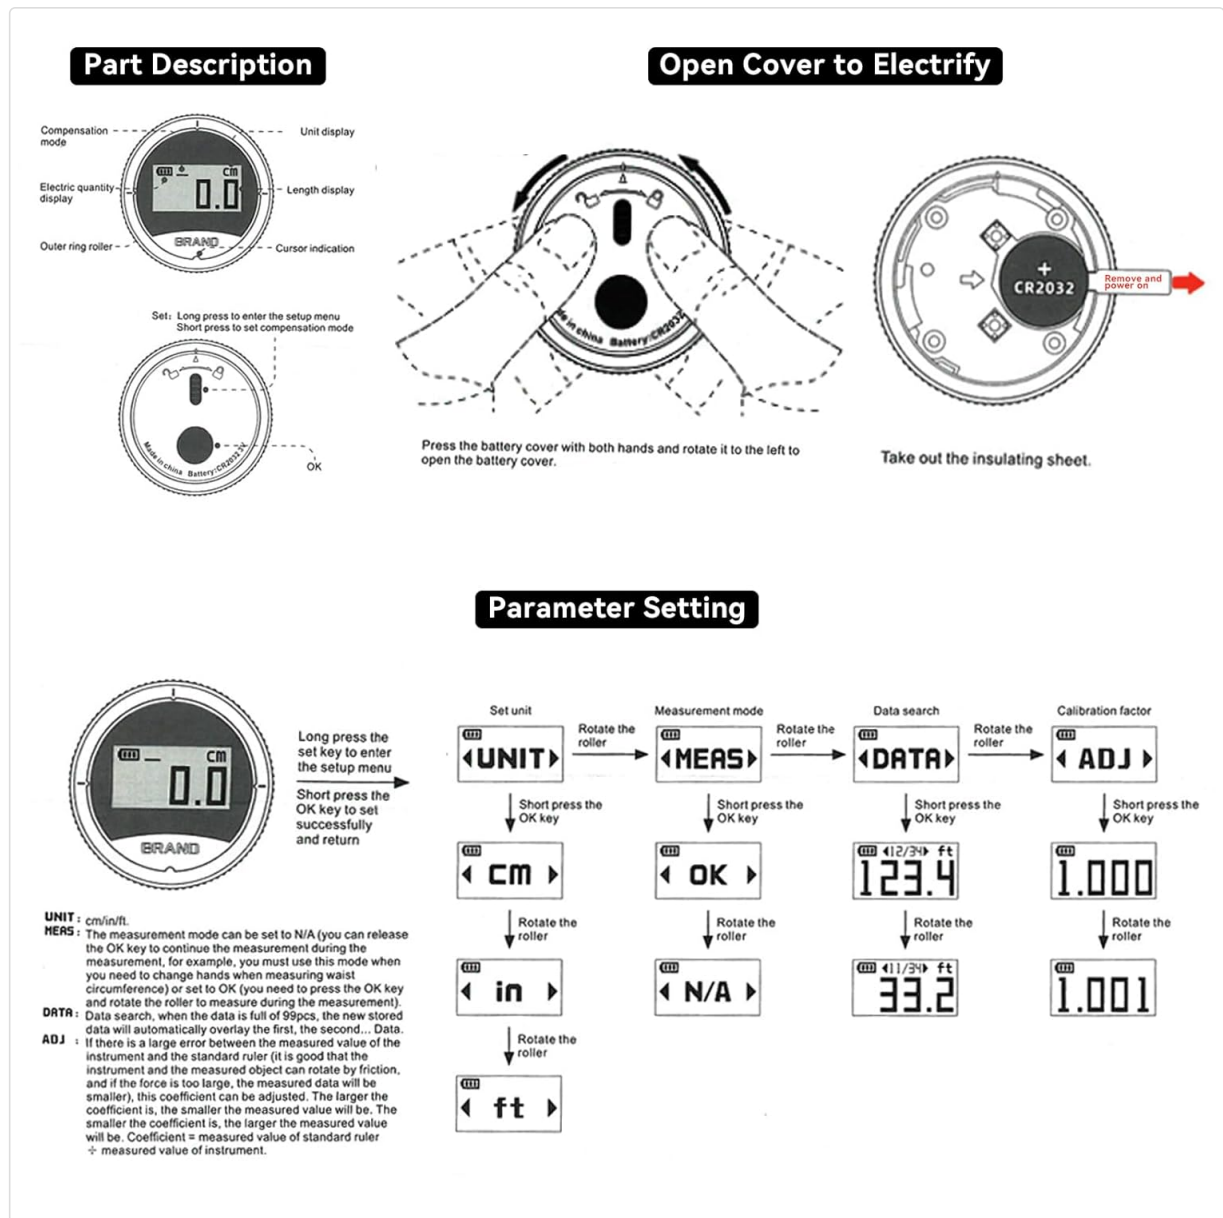 Part Description
Open Cover to Electrify
Compensation
mode
Unit display
Electric quantity
display
Length display
Outer ring roller
Cursor indication
cm
0.0
BRAND
Set: Long press to enter the setup menu
Short press to set compensation mode
Made in china Battery:CR2032 3V
OK
de in china Battery:CR2032
Press the battery cover with both hands and rotate it to the left to
open the battery cover.
+
CR2032
Remove and
power on
Take out the insulating sheet.
Parameter Setting
cm
0.0
BRAND
Long press the
set key to enter
the setup menu
Short press the
OK key to set
successfully
and return
Set unit
Measurement mode
Data search
Calibration factor
UNIT
Rotate the
roller
MEAS
Rotate the
roller
DATA
Rotate the
roller
ADJ
Short press the
OK key
Short press the
OK key
Short press the
OK key
Short press the
OK key
cm
OK
12/34 ft
123.4
1.000
Rotate the
roller
Rotate the
roller
Rotate the
roller
Rotate the
roller
in
N/A
11/34 ft
33.2
1.001
Rotate the
roller
ft
UNIT : cm/in/ft.
MEAS : The measurement mode can be set to N/A (you can release
the OK key to continue the measurement during the
measurement, for example, you must use this mode when
you need to change hands when measuring waist
circumference) or set to OK (you need to press the OK key
and rotate the roller to measure during the measurement).
DATA : Data search, when the data is full of 99pcs, the new stored
data will automatically overlay the first, the second... Data.
ADJ : If there is a large error between the measured value of the
instrument and the standard ruler (it is good that the
instrument and the measured object can rotate by friction,
and if the force is too large, the measured data will be
smaller), this coefficient can be adjusted. The larger the
coefficient is, the smaller the measured value will be. The
smaller the coefficient is, the larger the measured value
will be. Coefficient = measured value of standard ruler
÷ measured value of instrument.